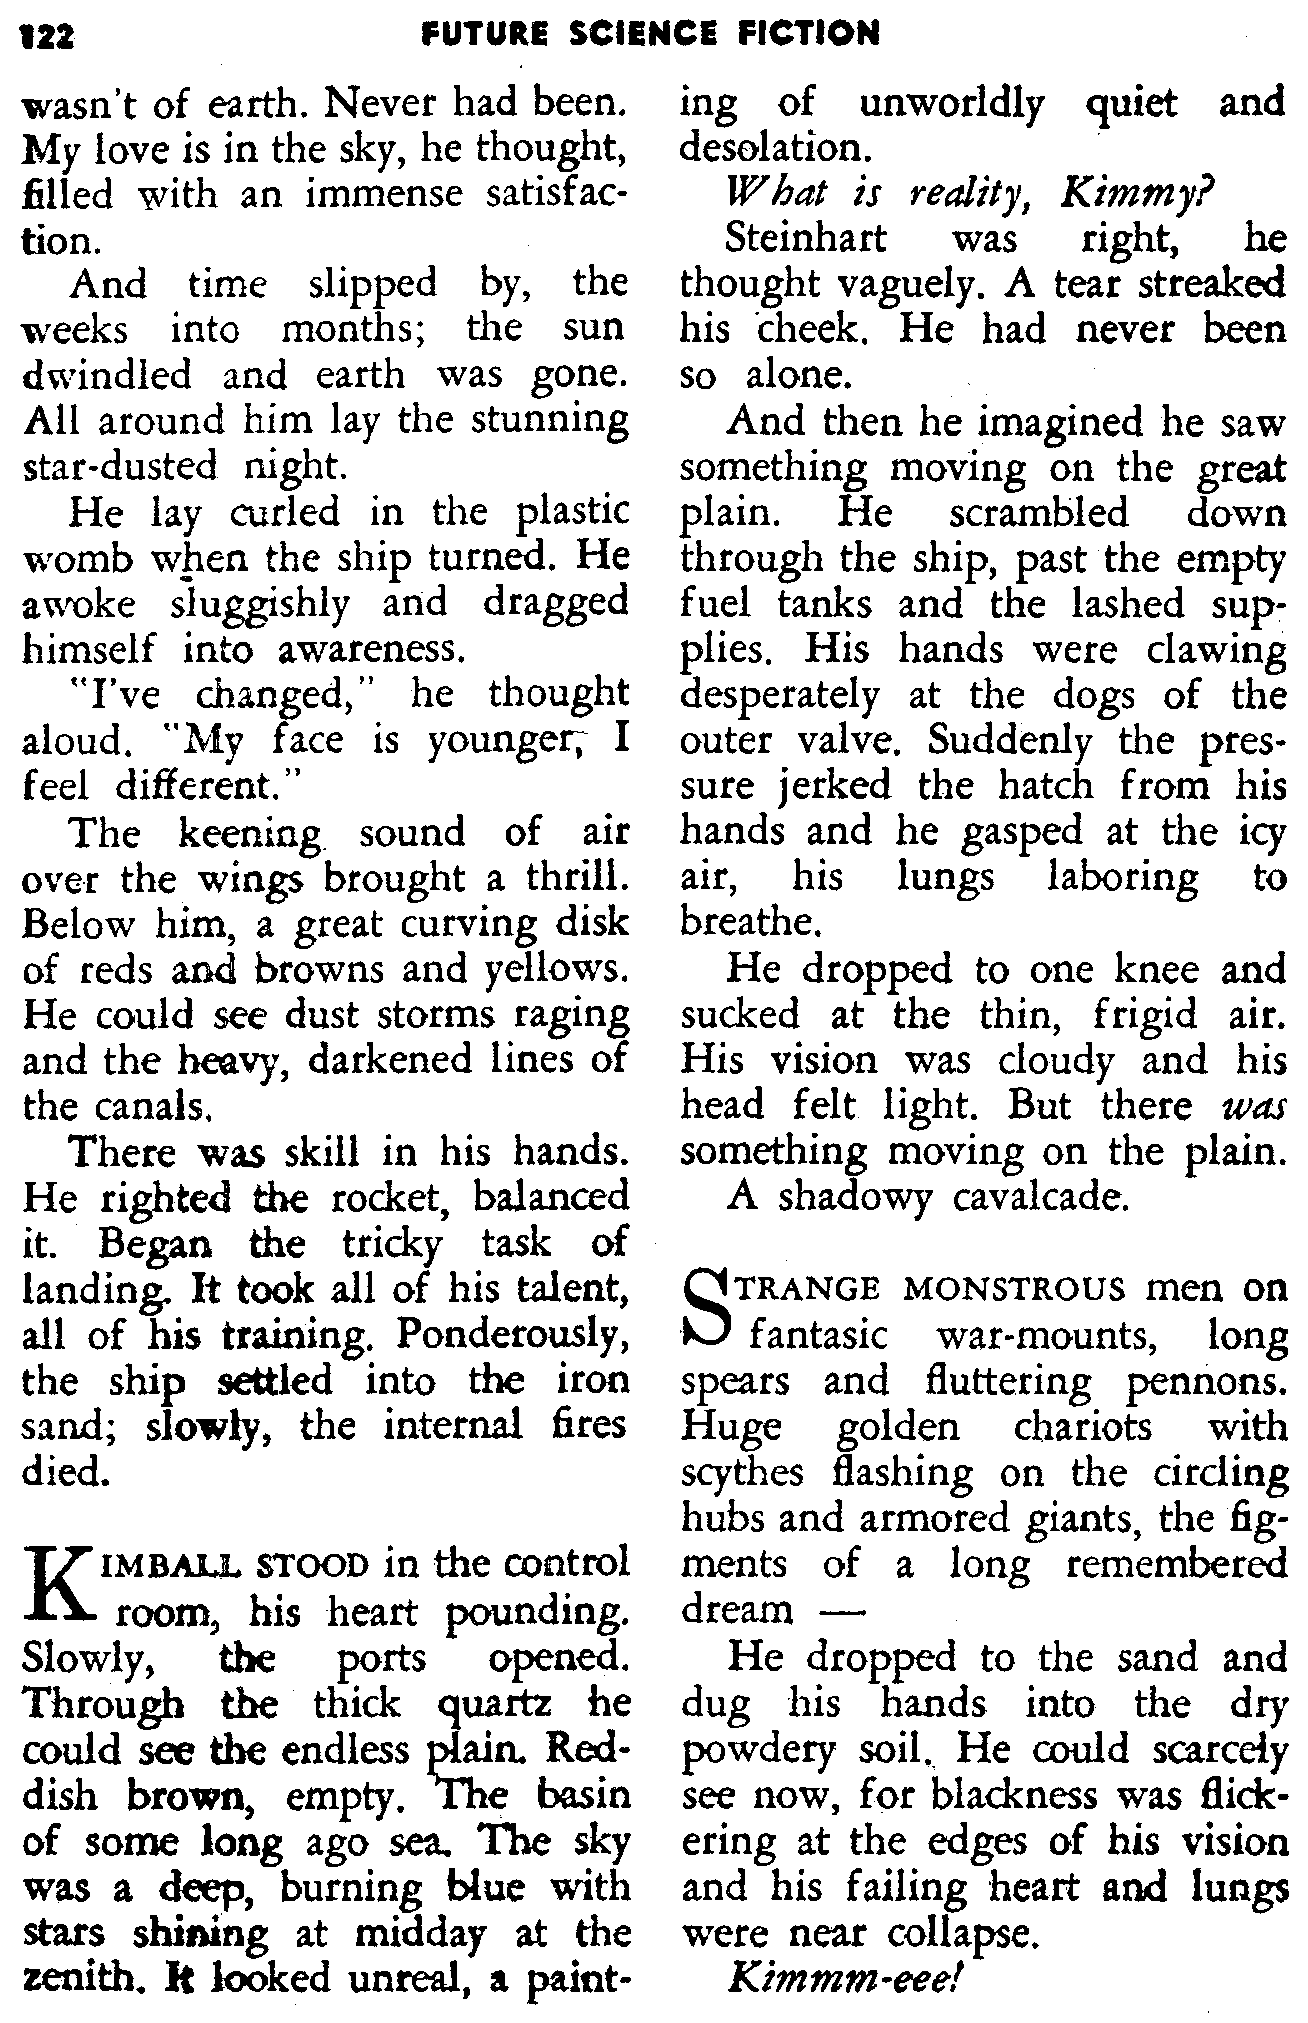 122
FUTURE SCIENCE FICTION
wasn't of earth. Never had been.
My love is in the sky, he thought,
filled with an immense satisfac-
tion.
And time slipped by, the
weeks into months; the sun
dwindled and earth was gone.
All around him lay the stunning
star-dusted night.
He lay curled in the plastic
womb when the ship turned. He
awoke sluggishly and dragged
himself into awareness.
"I've changed," he thought
aloud. "My face is younger; I
feel different."
The keening sound of air
over the wings brought a thrill.
Below him, a great curving disk
of reds and browns and yellows.
He could see dust storms raging
and the heavy, darkened lines of
the canals.
There was skill in his hands.
He righted the rocket, balanced
it. Began the tricky task of
landing. It took all of his talent,
all of his training. Ponderously,
the ship settled into the iron
sand; slowly, the internal fires
died.
KIMBALL STOOD in the control
room, his heart pounding.
Slowly, the ports opened.
Through the thick quartz he
could see the endless plain. Red-
dish brown, empty. The basin
of some long ago sea. The sky
was a deep, burning blue with
stars shining at midday at the
zenith. It looked unreal, a paint-
ing of unworldly quiet and
desolation.
What is reality, Kimmy?
Steinhart was right, he
thought vaguely. A tear streaked
his cheek. He had never been
so alone.
And then he imagined he saw
something moving on the great
plain. He scrambled down
through the ship, past the empty
fuel tanks and the lashed sup-
plies. His hands were clawing
desperately at the dogs of the
outer valve. Suddenly the pres-
sure jerked the hatch from his
hands and he gasped at the icy
air, his lungs laboring to
breathe.
He dropped to one knee and
sucked at the thin, frigid air.
His vision was cloudy and his
head felt light. But there was
something moving on the plain.
A shadowy cavalcade.
STRANGE MONSTROUS men on
fantasic war-mounts, long
spears and fluttering pennons.
Huge golden chariots with
scythes flashing on the circling
hubs and armored giants, the fig-
ments of a long remembered
dream —
He dropped to the sand and
dug his hands into the dry
powdery soil. He could scarcely
see now, for blackness was flick-
ering at the edges of his vision
and his failing heart and lungs
were near collapse.
Kimmm-eee!